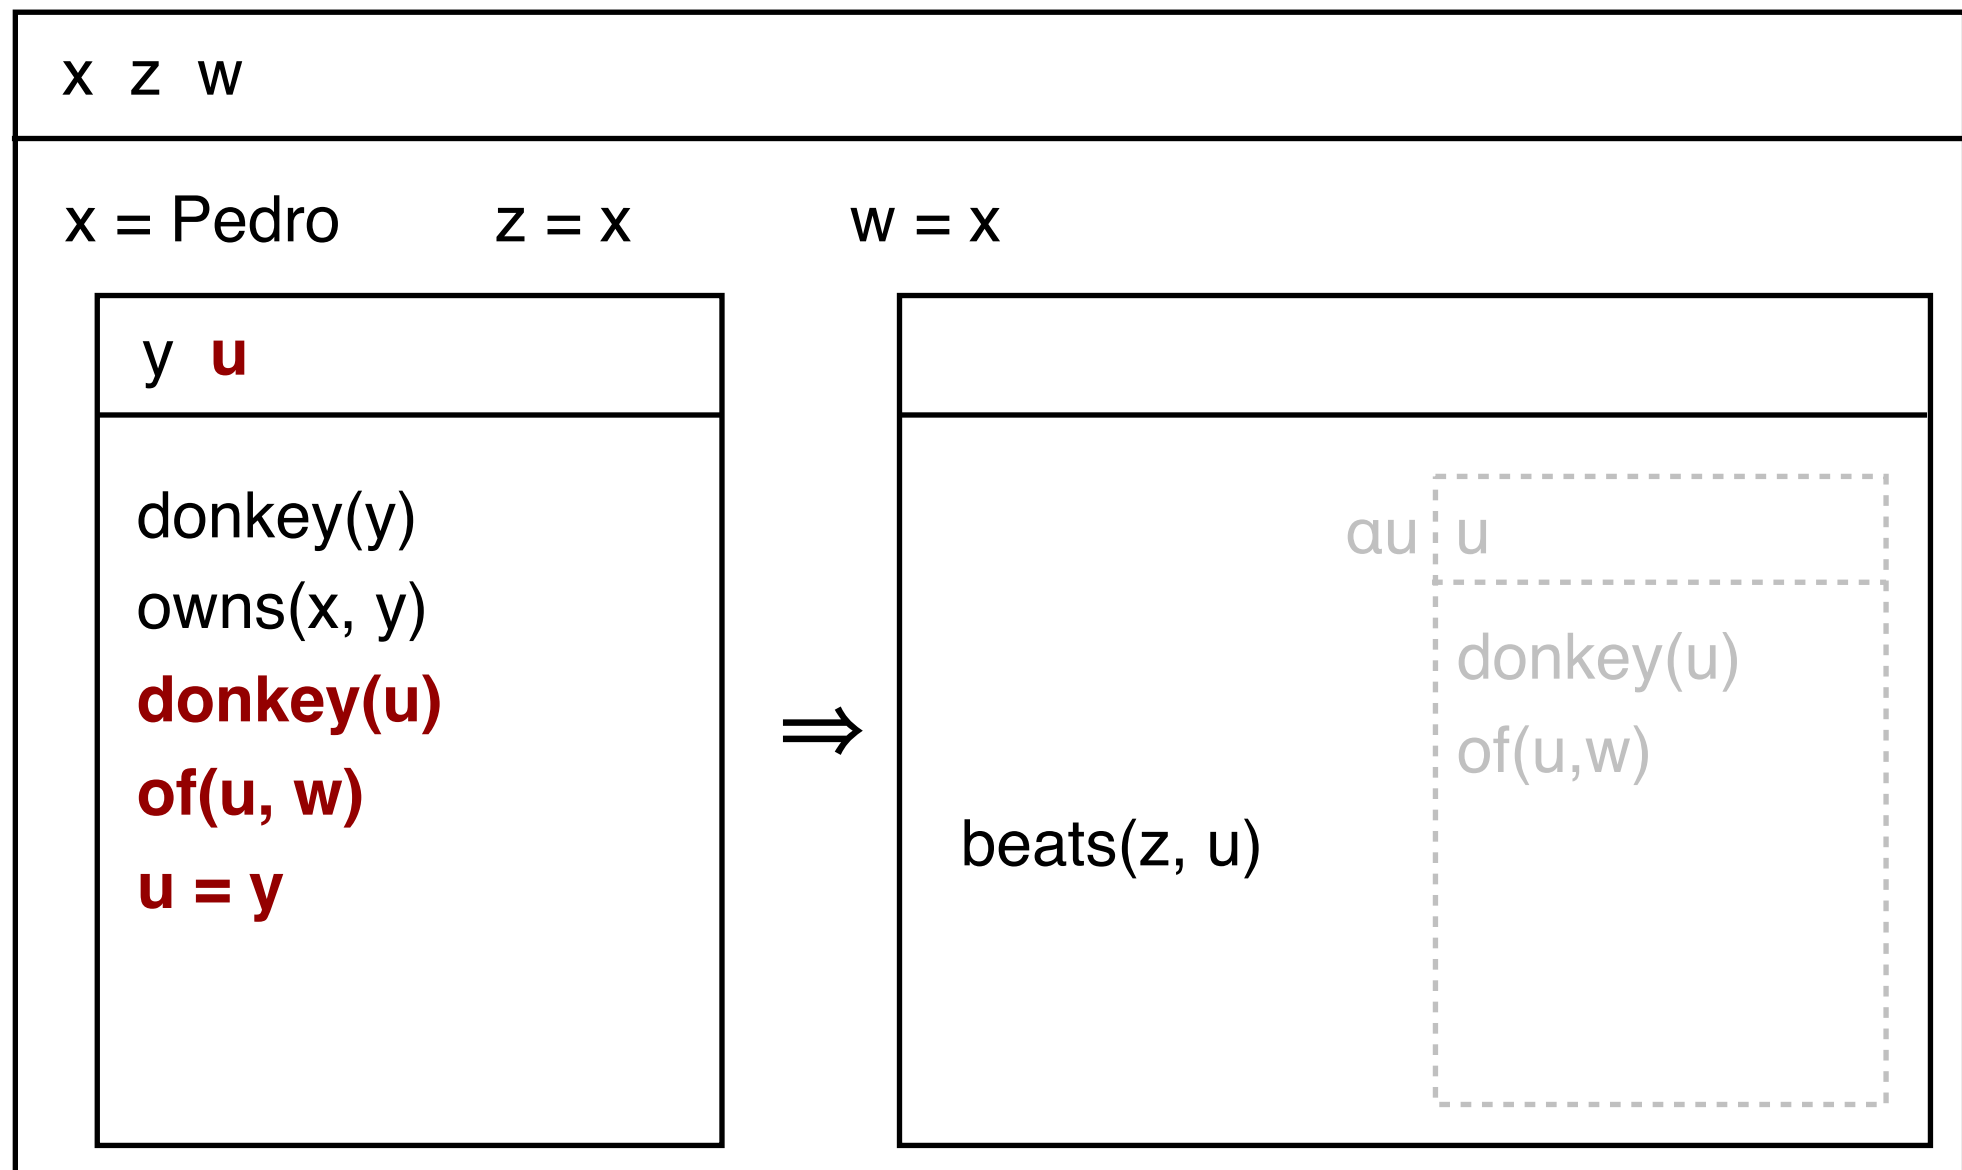 x z w
x = Pedro z = x w = x
y u
donkey(y)
owns(x, y)
donkey(u)
of(u, w)
u = y
⇒
αu u
donkey(u)
of(u,w)
beats(z, u)